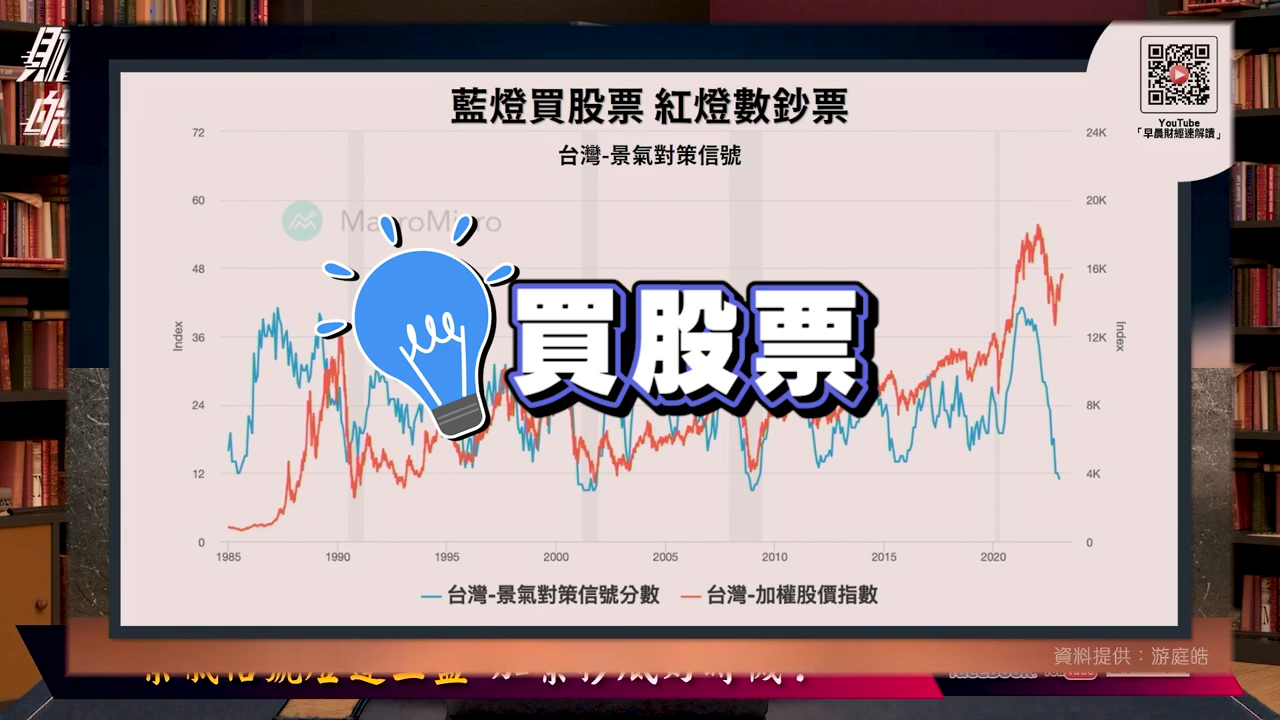 財
皓
YouTube
「早晨財經速解讀」
藍燈買股票 紅燈數鈔票
台灣-景氣對策信號
MacroMicro
買股票
72
60
48
36
24
12
0
Index
24K
20K
16K
12K
8K
4K
0
Index
1985 1990 1995 2000 2005 2010 2015 2020
台灣-景氣對策信號分數 台灣-加權股價指數
資料提供：游庭皓
facebook